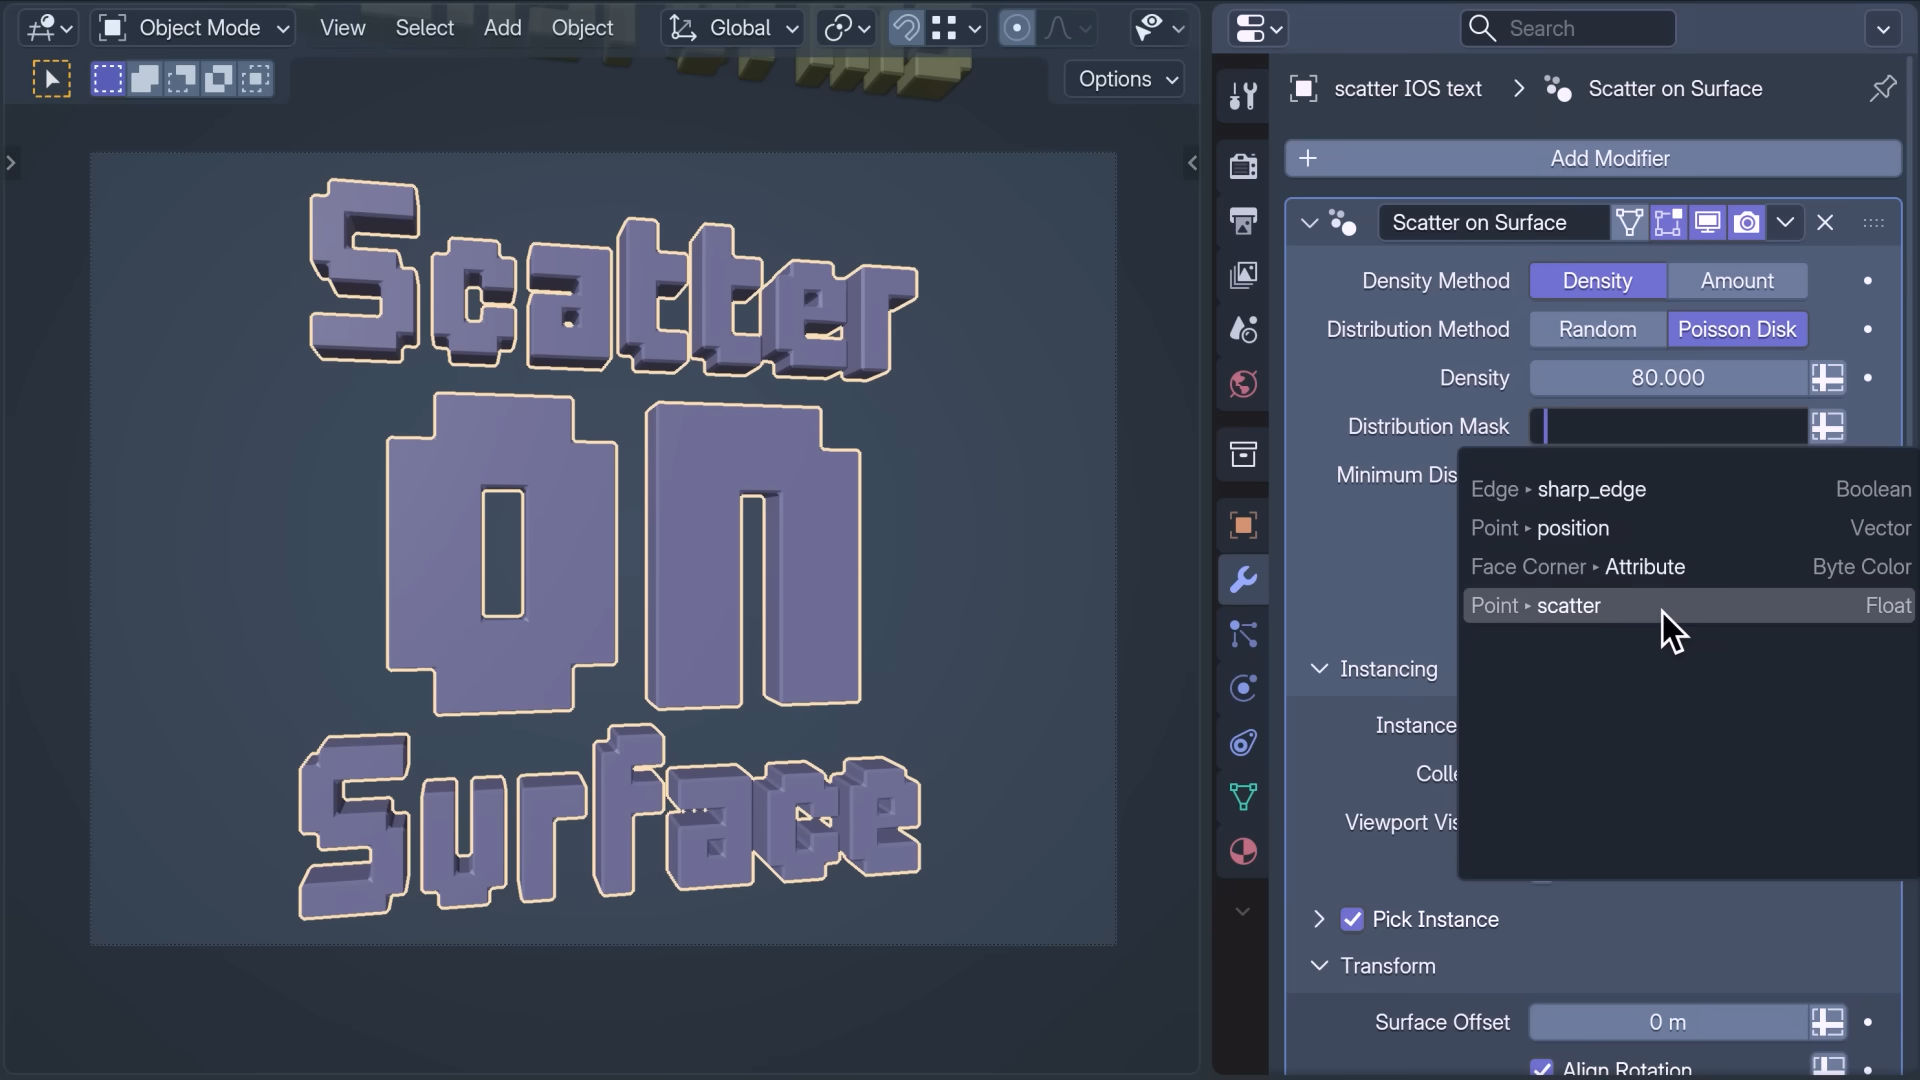 Object Mode
View
Select
Add
Object
Global
Options
Scatter
on
Surface
Search
scatter IOS text
Scatter on Surface
Add Modifier
Scatter on Surface
Density Method
Density
Amount
Distribution Method
Random
Poisson Disk
Density
80.000
Distribution Mask
Minimum Dis
Edge ▸ sharp_edge
Boolean
Point ▸ position
Vector
Face Corner ▸ Attribute
Byte Color
Point ▸ scatter
Float
Instancing
Instance
Colle
Viewport Vis
Pick Instance
Transform
Surface Offset
0 m
Align Rotation